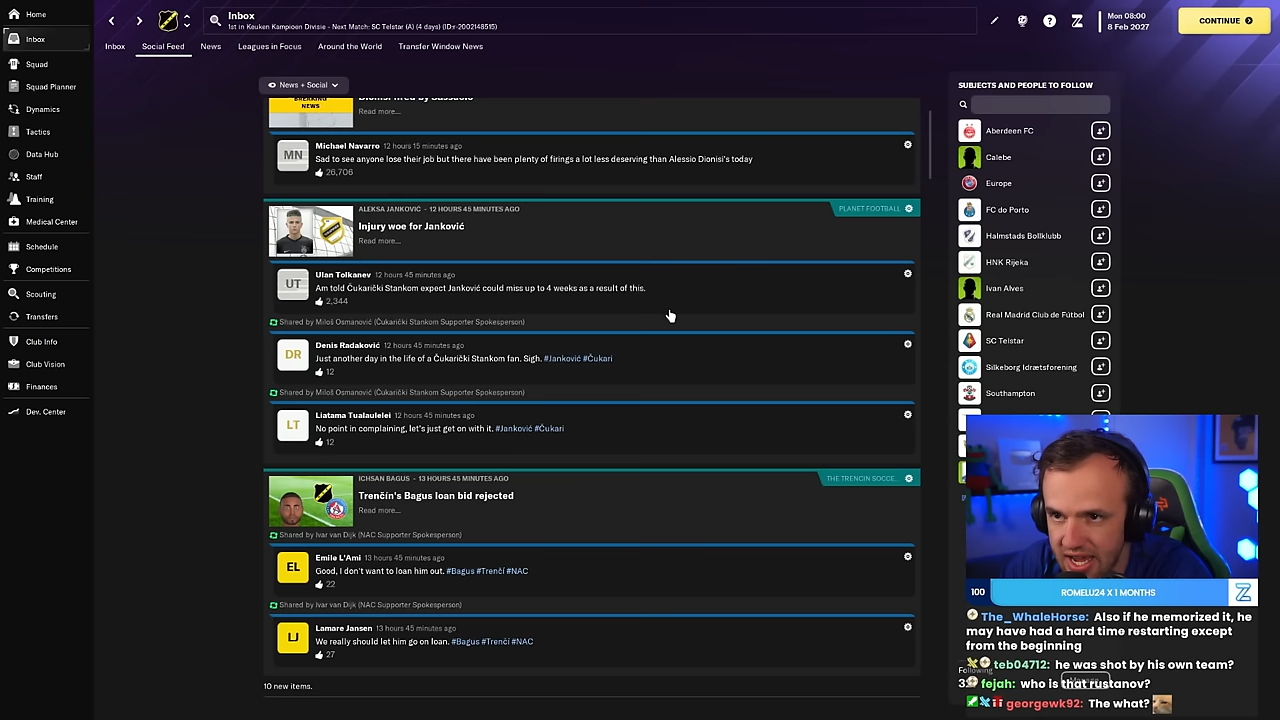 Home
Inbox
Squad
Squad Planner
Dynamics
Tactics
Data Hub
Staff
Training
Medical Center
Schedule
Competitions
Scouting
Transfers
Club Info
Club Vision
Finances
Dev. Center
Inbox
1st in Keuken Kampioen Divisie - Next Match: SC Telstar (A) (4 days) (ID:-2002148515)
Mon 08:00
8 Feb 2027
CONTINUE
Inbox
Social Feed
News
Leagues in Focus
Around the World
Transfer Window News
News + Social
BREAKING
NEWS
Dionisi fired by Sassuolo
Read more...
MN
Michael Navarro 12 hours 15 minutes ago
Sad to see anyone lose their job but there have been plenty of firings a lot less deserving than Alessio Dionisi's today
26,706
ALEKSA JANKOVIĆ - 12 HOURS 45 MINUTES AGO
PLANET FOOTBALL
Injury woe for Janković
Read more...
UT
Ulan Tolkanev 12 hours 45 minutes ago
Am told Čukarički Stankom expect Janković could miss up to 4 weeks as a result of this.
2,344
Shared by Miloš Osmanović (Čukarički Stankom Supporter Spokesperson)
DR
Denis Radaković 12 hours 45 minutes ago
Just another day in the life of a Čukarički Stankom fan. Sigh. #Janković #Čukari
12
Shared by Miloš Osmanović (Čukarički Stankom Supporter Spokesperson)
LT
Liatama Tualaulelei 12 hours 45 minutes ago
No point in complaining, let's just get on with it. #Janković #Čukari
12
ICHSAN BAGUS - 13 HOURS 45 MINUTES AGO
THE TRENCIN SOCCE...
Trenčín's Bagus loan bid rejected
Read more...
Shared by Ivar van Dijk (NAC Supporter Spokesperson)
EL
Emile L'Ami 13 hours 45 minutes ago
Good, I don't want to loan him out. #Bagus #Trenčí #NAC
22
Shared by Ivar van Dijk (NAC Supporter Spokesperson)
LJ
Lamare Jansen 13 hours 45 minutes ago
We really should let him go on loan. #Bagus #Trenčí #NAC
27
10 new items.
SUBJECTS AND PEOPLE TO FOLLOW
Aberdeen FC
Calebe
Europe
FC do Porto
Halmstads Bollklubb
HNK Rijeka
Ivan Alves
Real Madrid Club de Fútbol
SC Telstar
Silkeborg Idrætsforening
Southampton
100
ROMELU24 X 1 MONTHS
The_WhaleHorse: Also if he memorized it, he
may have had a hard time restarting except
from the beginning
teb04712: he was shot by his own team?
Following
fejah: who is that rustanov?
georgewk92: The what?